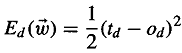 E_d(\vec{w}) = \frac{1}{2}(t_d - o_d)^2